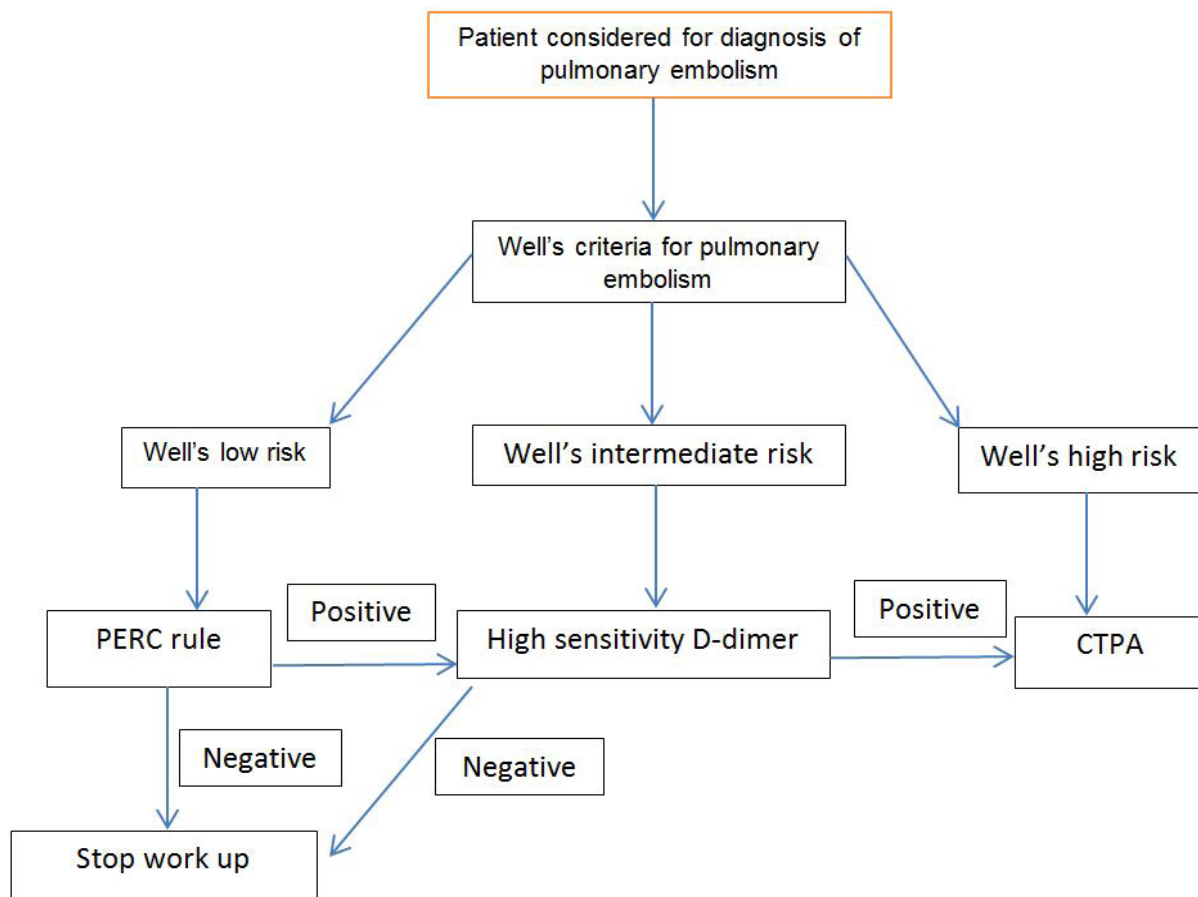 Patient considered for diagnosis of
pulmonary embolism
Well's criteria for pulmonary
embolism
Well's low risk
Well's intermediate risk
Well's high risk
PERC rule
Positive
High sensitivity D-dimer
Positive
CTPA
Negative
Negative
Stop work up